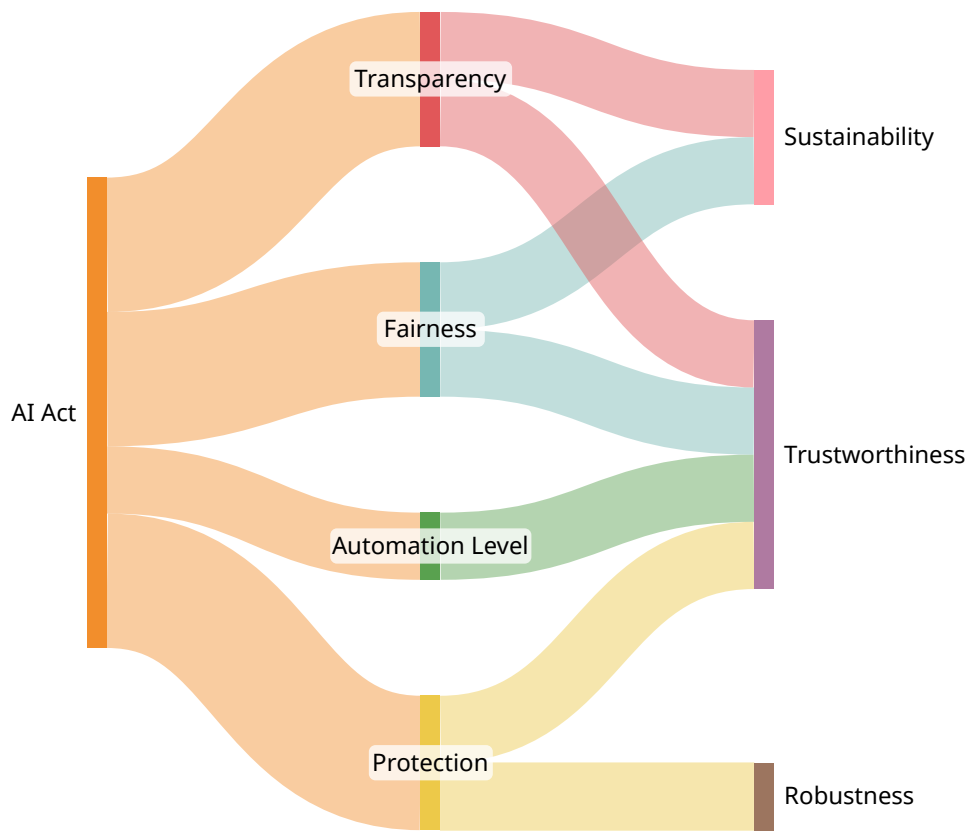 Transparency
Sustainability
Fairness
AI Act
Trustworthiness
Automation Level
Protection
Robustness